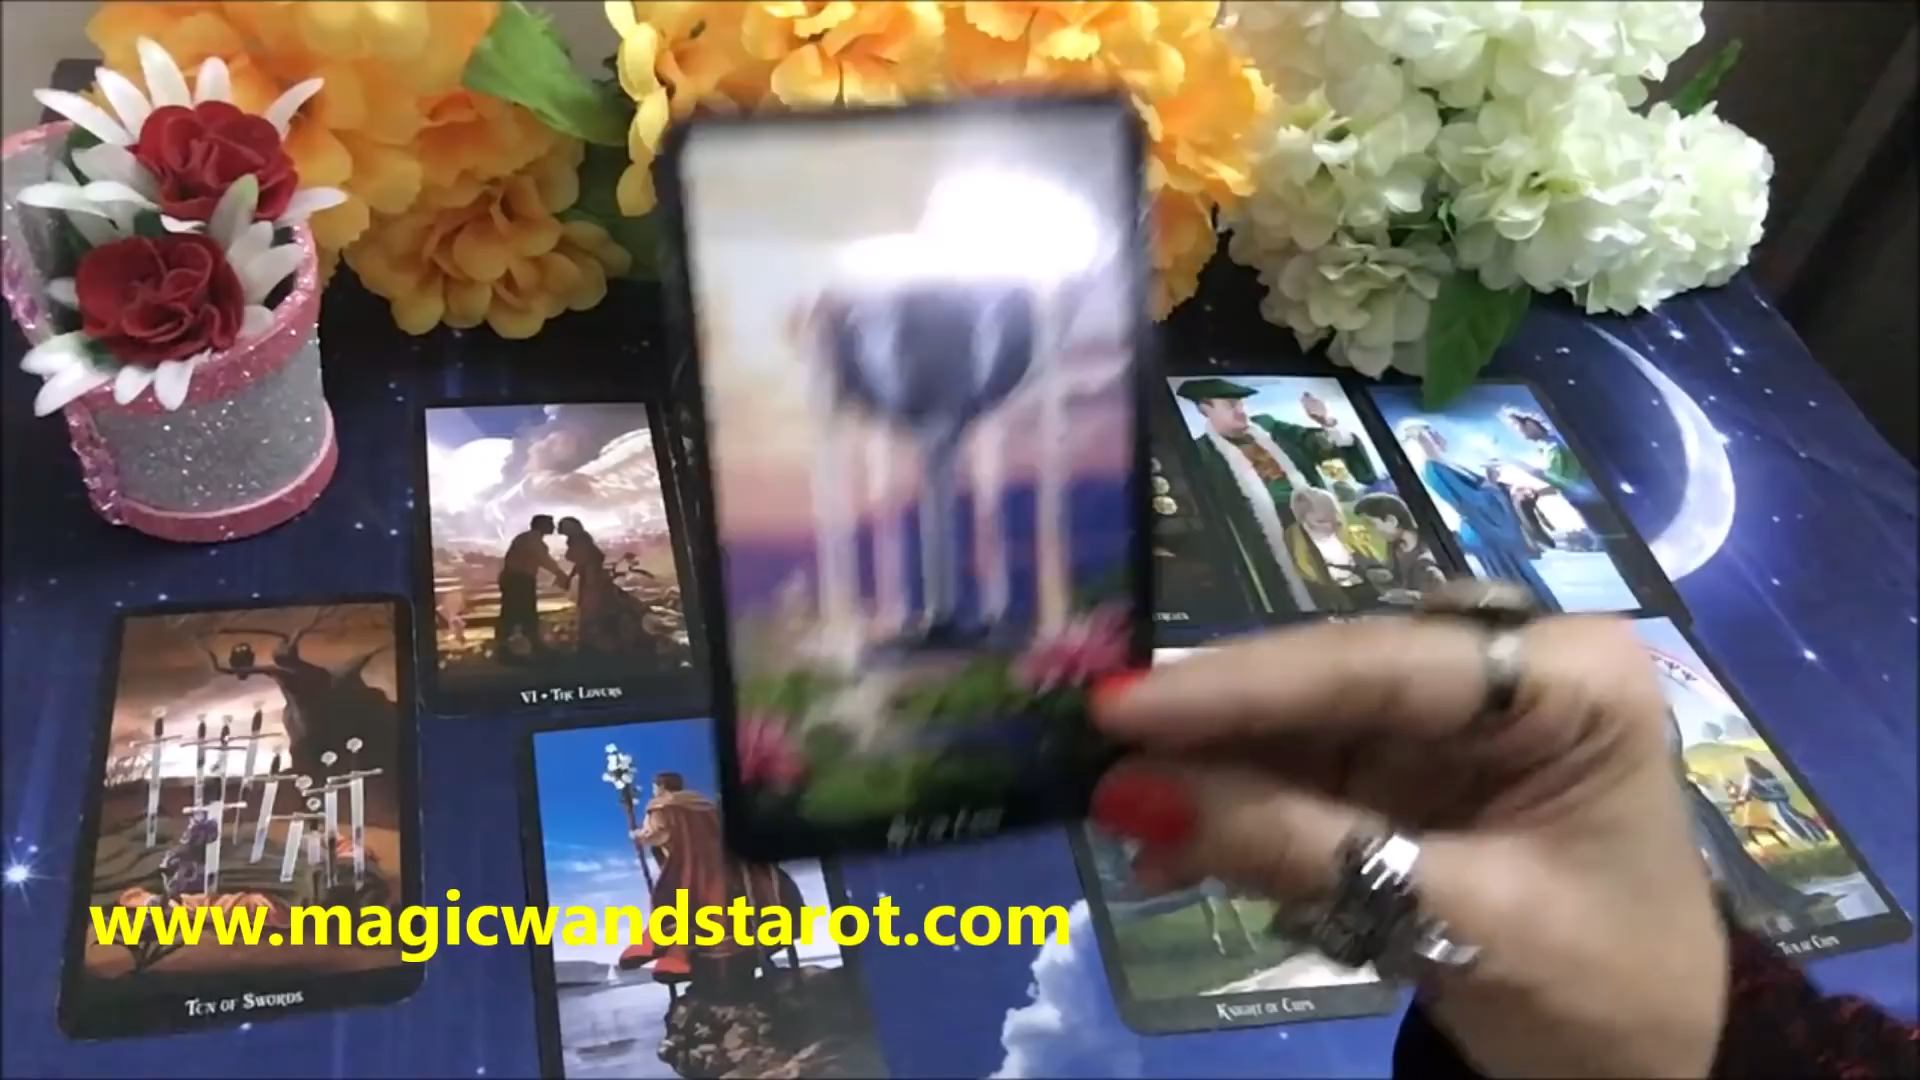 VI • The Lovers
www.magicwandstarot.com
Ten of Swords
Knight of Cups
Ten of Cups